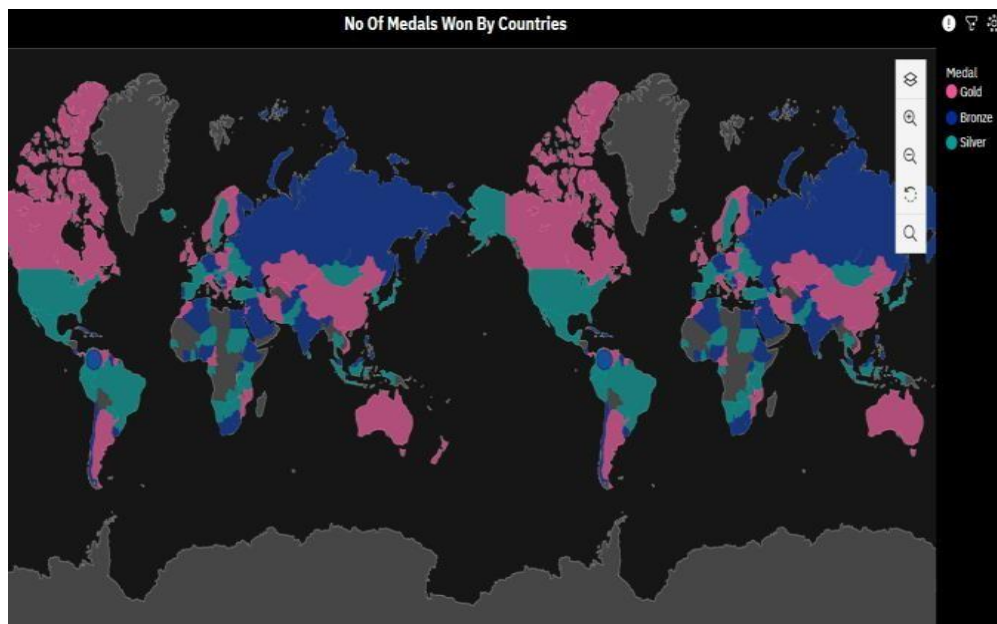 No Of Medals Won By Countries
Medal
Gold
Bronze
Silver